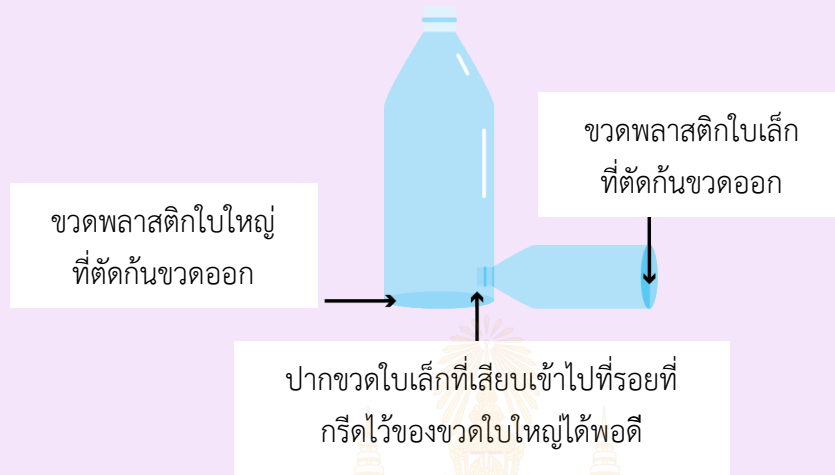 ขวดพลาสติกใบเล็ก
ที่ตัดก้นขวดออก
ขวดพลาสติกใบใหญ่
ที่ตัดก้นขวดออก
ปากขวดใบเล็กที่เสียบเข้าไปที่รอยที่
กรีดไว้ของขวดใบใหญ่ได้พอดี